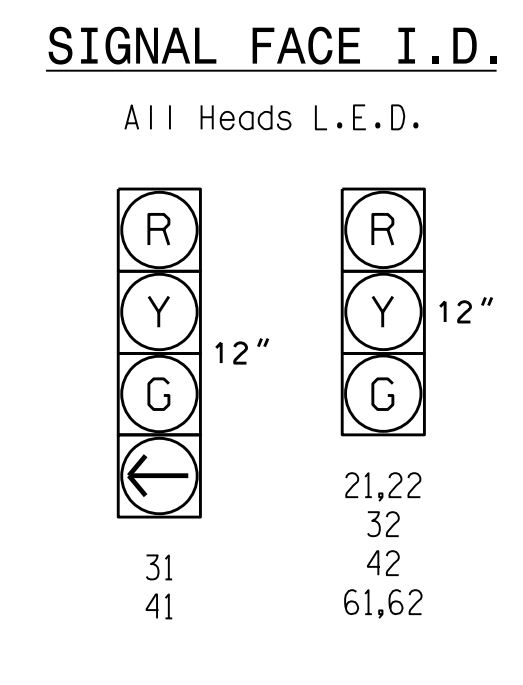 SIGNAL FACE I.D.
All Heads L.E.D.
R
Y
G
12"
31
41
R
Y
G
12"
21,22
32
42
61,62